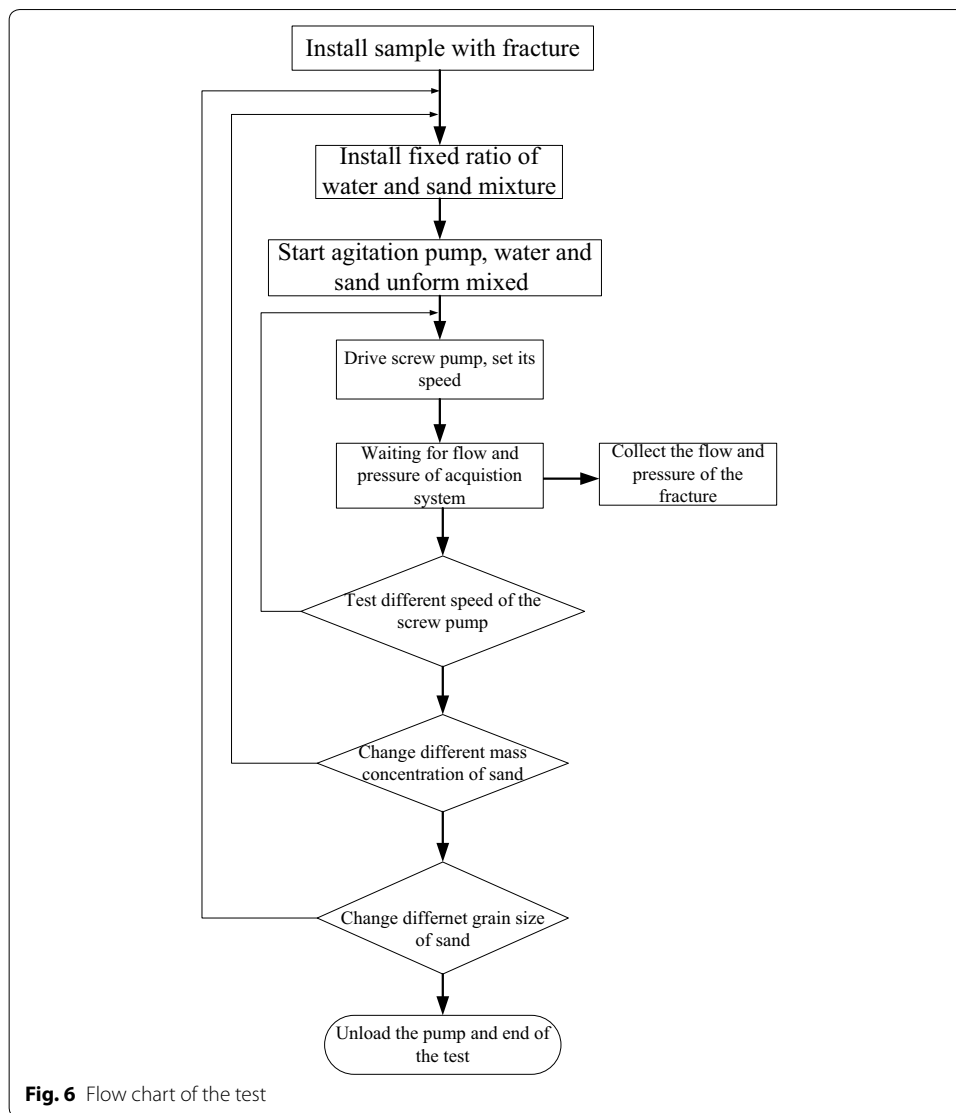 Install sample with fracture
Install fixed ratio of
water and sand mixture
Start agitation pump, water and
sand unform mixed
Drive screw pump, set its
speed
Waiting for flow and
pressure of acquistion
system
Collect the flow and
pressure of the
fracture
Test different speed of the
screw pump
Change different mass
concentration of sand
Change differnet grain size
of sand
Unload the pump and end of
the test
Fig. 6 Flow chart of the test